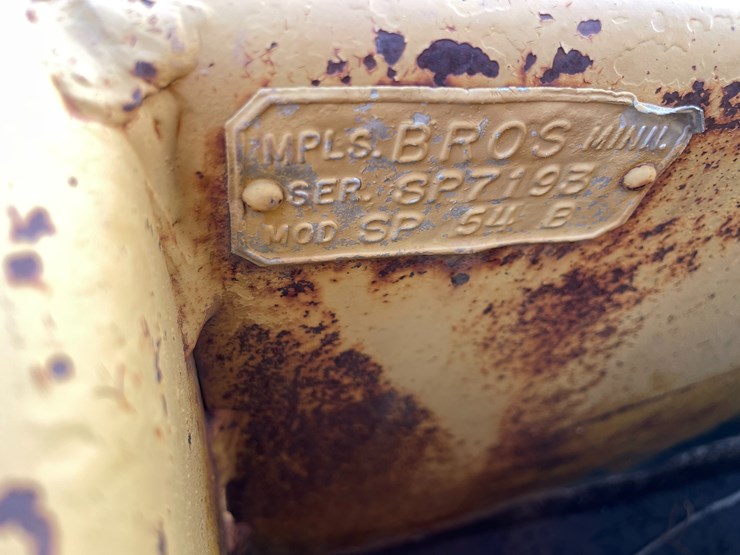 MPLS. BROS MINN.
SER. SP7193
MOD SP 54 B